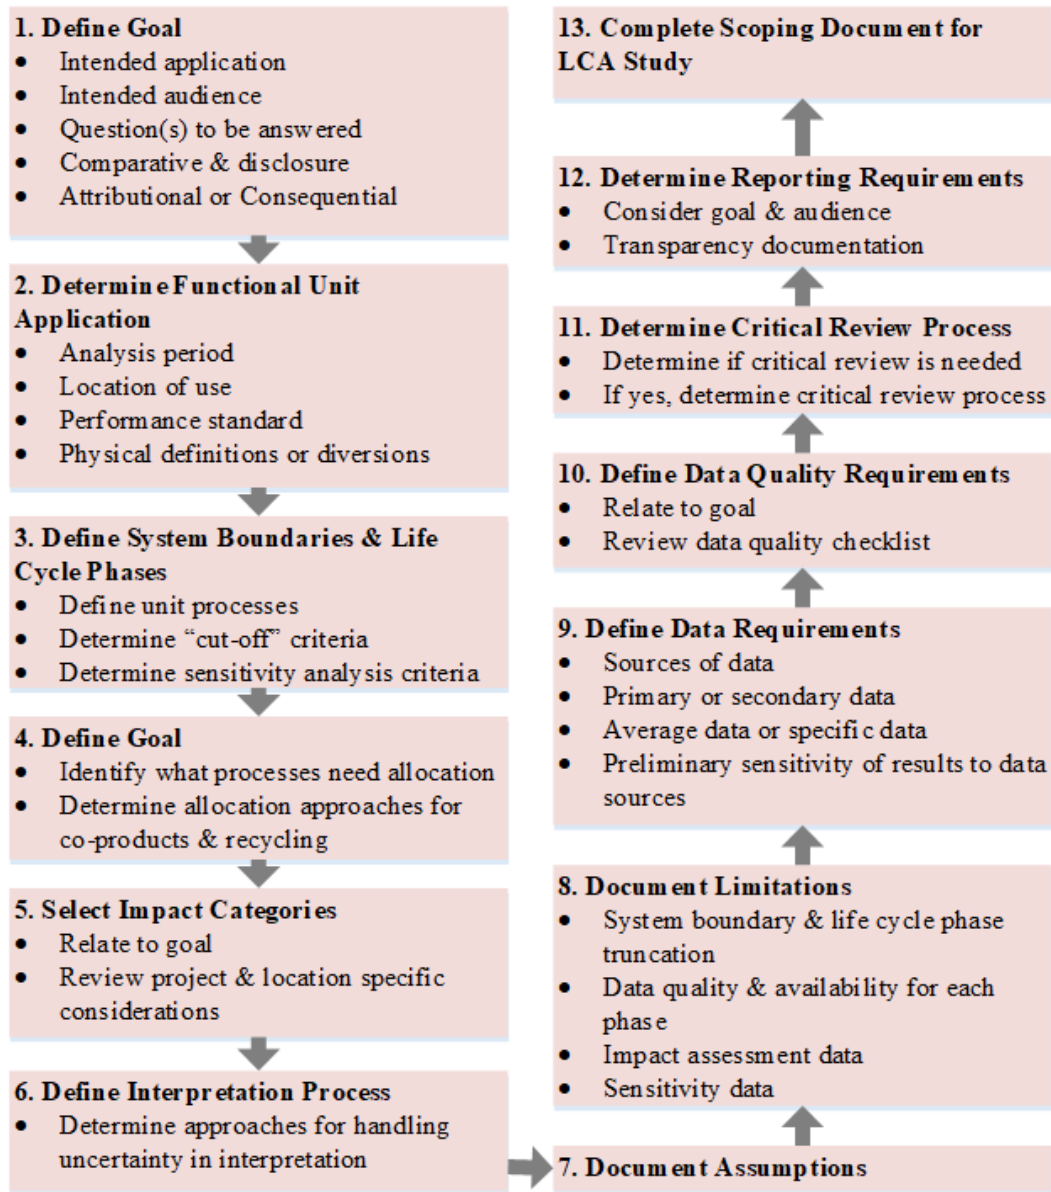 1. Define Goal
• Intended application
• Intended audience
• Question(s) to be answered
• Comparative & disclosure
• Attributional or Consequential
2. Determine Functional Unit
Application
• Analysis period
• Location of use
• Performance standard
• Physical definitions or diversions
3. Define System Boundaries & Life
Cycle Phases
• Define unit processes
• Determine “cut-off” criteria
• Determine sensitivity analysis criteria
4. Define Goal
• Identify what processes need allocation
• Determine allocation approaches for
co-products & recycling
5. Select Impact Categories
• Relate to goal
• Review project & location specific
considerations
6. Define Interpretation Process
• Determine approaches for handling
uncertainty in interpretation
7. Document Assumptions
8. Document Limitations
• System boundary & life cycle phase
truncation
• Data quality & availability for each
phase
• Impact assessment data
• Sensitivity data
9. Define Data Requirements
• Sources of data
• Primary or secondary data
• Average data or specific data
• Preliminary sensitivity of results to data
sources
10. Define Data Quality Requirements
• Relate to goal
• Review data quality checklist
11. Determine Critical Review Process
• Determine if critical review is needed
• If yes, determine critical review process
12. Determine Reporting Requirements
• Consider goal & audience
• Transparency documentation
13. Complete Scoping Document for
LCA Study